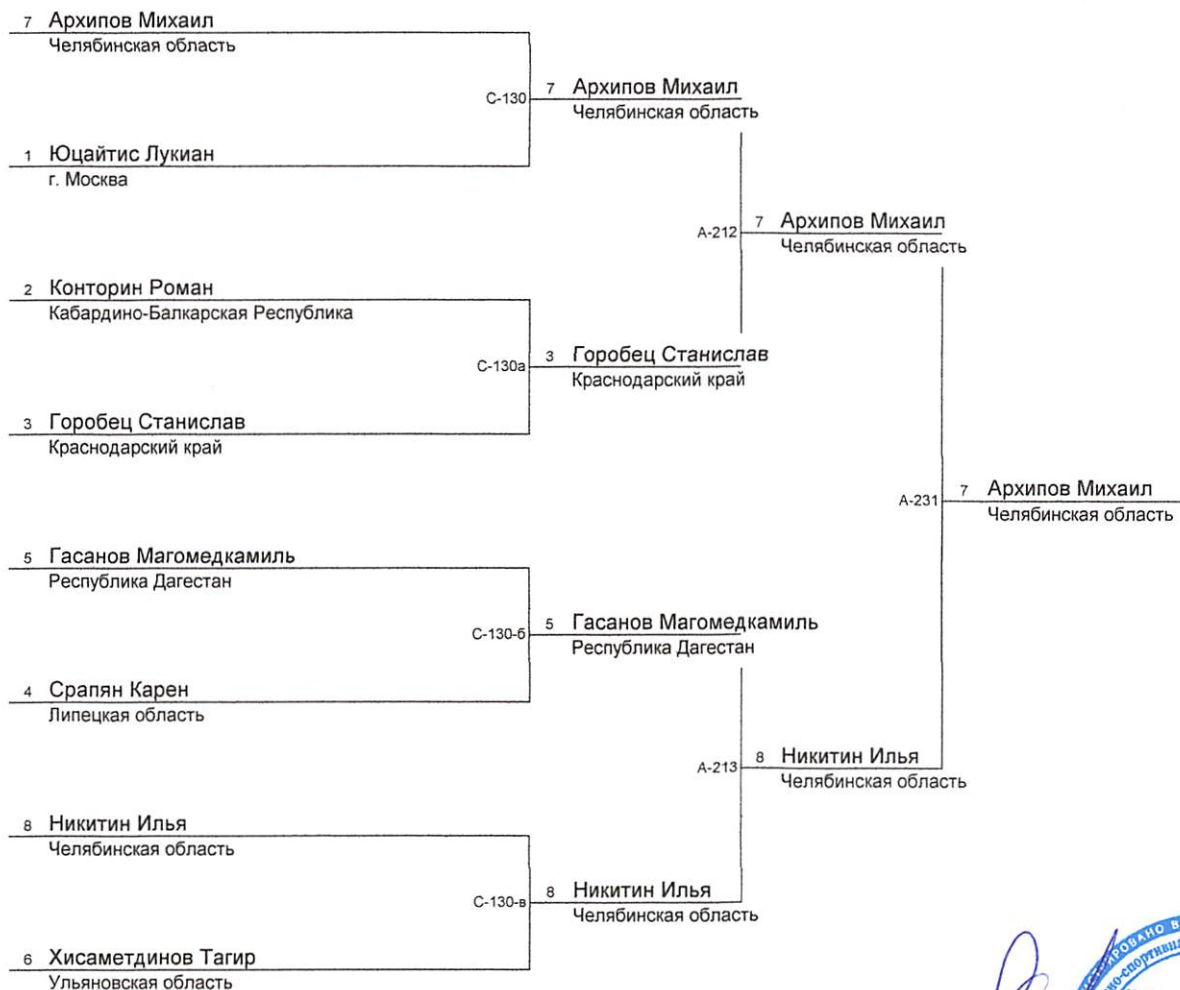 7 Архипов Михаил
Челябинская область
С-130
1 Юцайтис Лукиан
г. Москва
7 Архипов Михаил
Челябинская область
А-212
2 Конторин Роман
Кабардино-Балкарская Республика
С-130а
3 Горобец Станислав
Краснодарский край
3 Горобец Станислав
Краснодарский край
7 Архипов Михаил
Челябинская область
А-231
7 Архипов Михаил
Челябинская область
5 Гасанов Магомедкамиль
Республика Дагестан
С-130-б
4 Срапян Карен
Липецкая область
5 Гасанов Магомедкамиль
Республика Дагестан
А-213
8 Никитин Илья
Челябинская область
8 Никитин Илья
Челябинская область
С-130-в
6 Хисаметдинов Тагир
Ульяновская область
8 Никитин Илья
Челябинская область